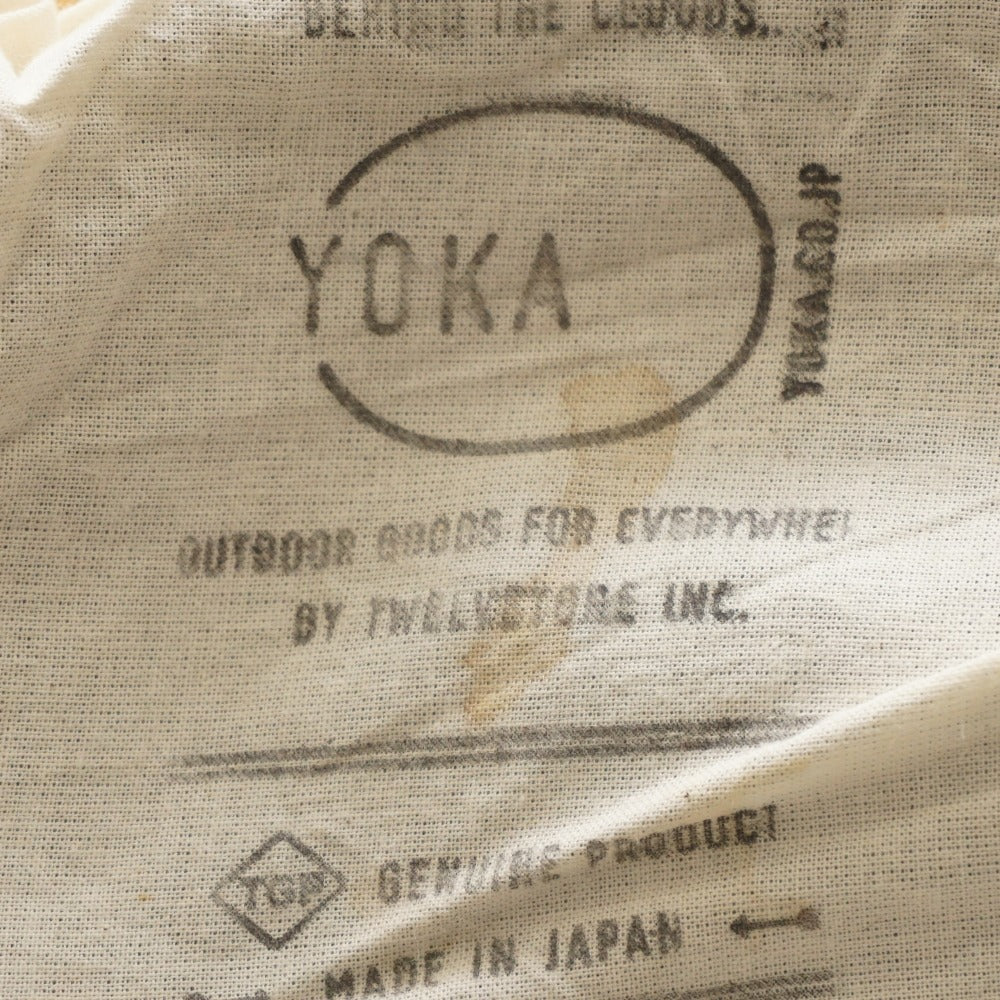 BEHIND THE CLOUDS..
YOKA
YOKA.CO.JP
OUTDOOR GOODS FOR EVERYWHE
BY TWELVETONE INC.
TGP
GENUINE PRODUCT
MADE IN JAPAN